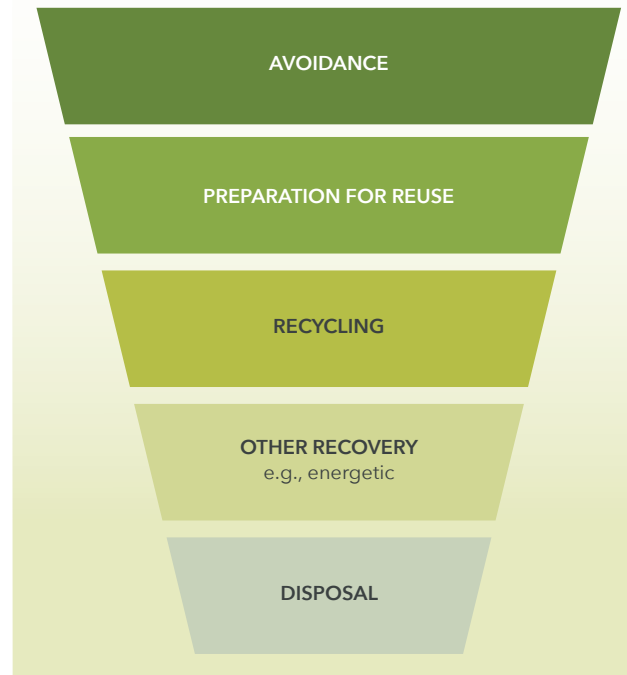 AVOIDANCE
PREPARATION FOR REUSE
RECYCLING
OTHER RECOVERY
e.g., energetic
DISPOSAL